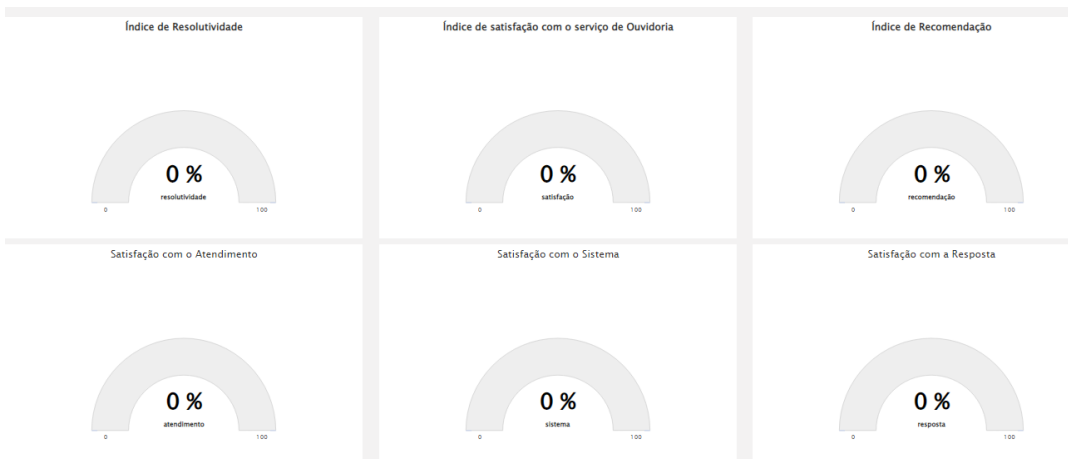 Índice de Resolutividade
0 %
resolutividade
0 100
Índice de satisfação com o serviço de Ouvidoria
0 %
satisfação
0 100
Índice de Recomendação
0 %
recomendação
0 100
Satisfação com o Atendimento
0 %
atendimento
0 100
Satisfação com o Sistema
0 %
sistema
0 100
Satisfação com a Resposta
0 %
resposta
0 100